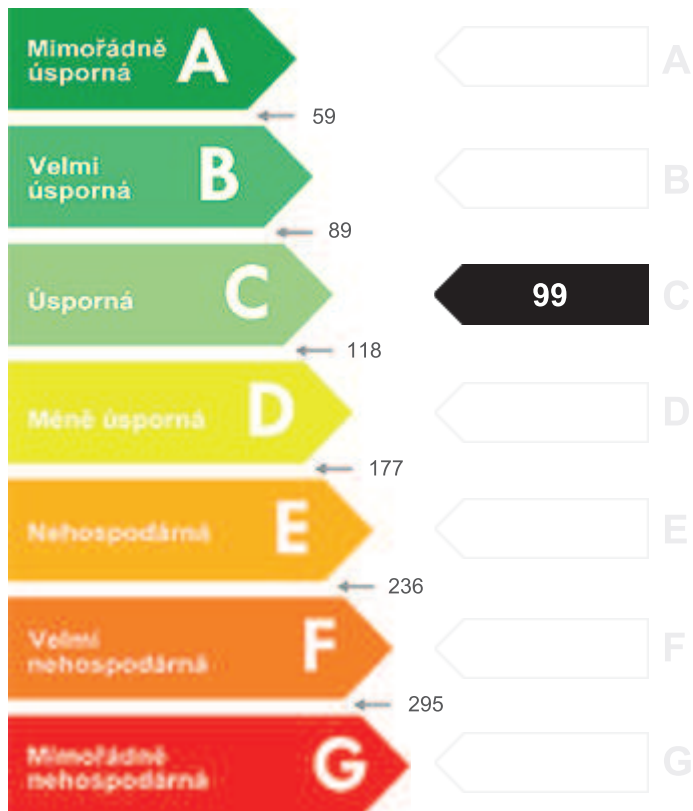 Mimořádně
úsporná
A
A
59
Velmi
úsporná
B
B
89
Úsporná
C
99
C
118
Méně úsporná
D
D
177
Nehospodárná
E
E
236
Velmi
nehospodárná
F
F
295
Mimořádně
nehospodárná
G
G